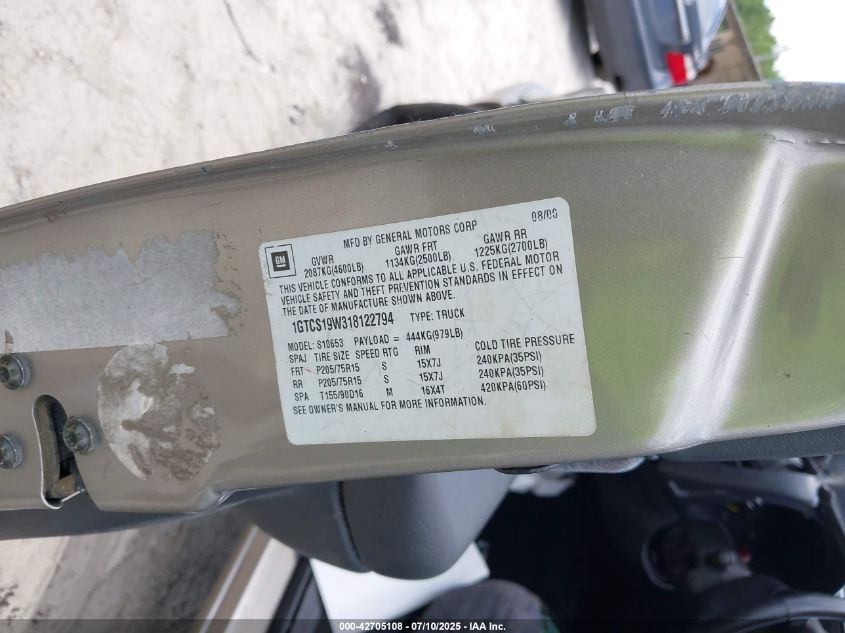 MFD BY GENERAL MOTORS CORP 08/00
GM
GVWR GAWR FRT GAWR RR
2087KG(4600LB) 1134KG(2500LB) 1225KG(2700LB)
THIS VEHICLE CONFORMS TO ALL APPLICABLE U.S. FEDERAL MOTOR
VEHICLE SAFETY AND THEFT PREVENTION STANDARDS IN EFFECT ON
THE DATE OF MANUFACTURE SHOWN ABOVE.
1GTCS19W318122794 TYPE: TRUCK
MODEL: S10653 PAYLOAD = 444KG(979LB)
SPAJ TIRE SIZE SPEED RTG RIM COLD TIRE PRESSURE
FRT P205/75R15 S 15X7J 240KPA(35PSI)
RR P205/75R15 S 15X7J 240KPA(35PSI)
SPA T155/90D16 M 16X4T 420KPA(60PSI)
SEE OWNER'S MANUAL FOR MORE INFORMATION.
000-42705108 - 07/10/2025 - IAA Inc.